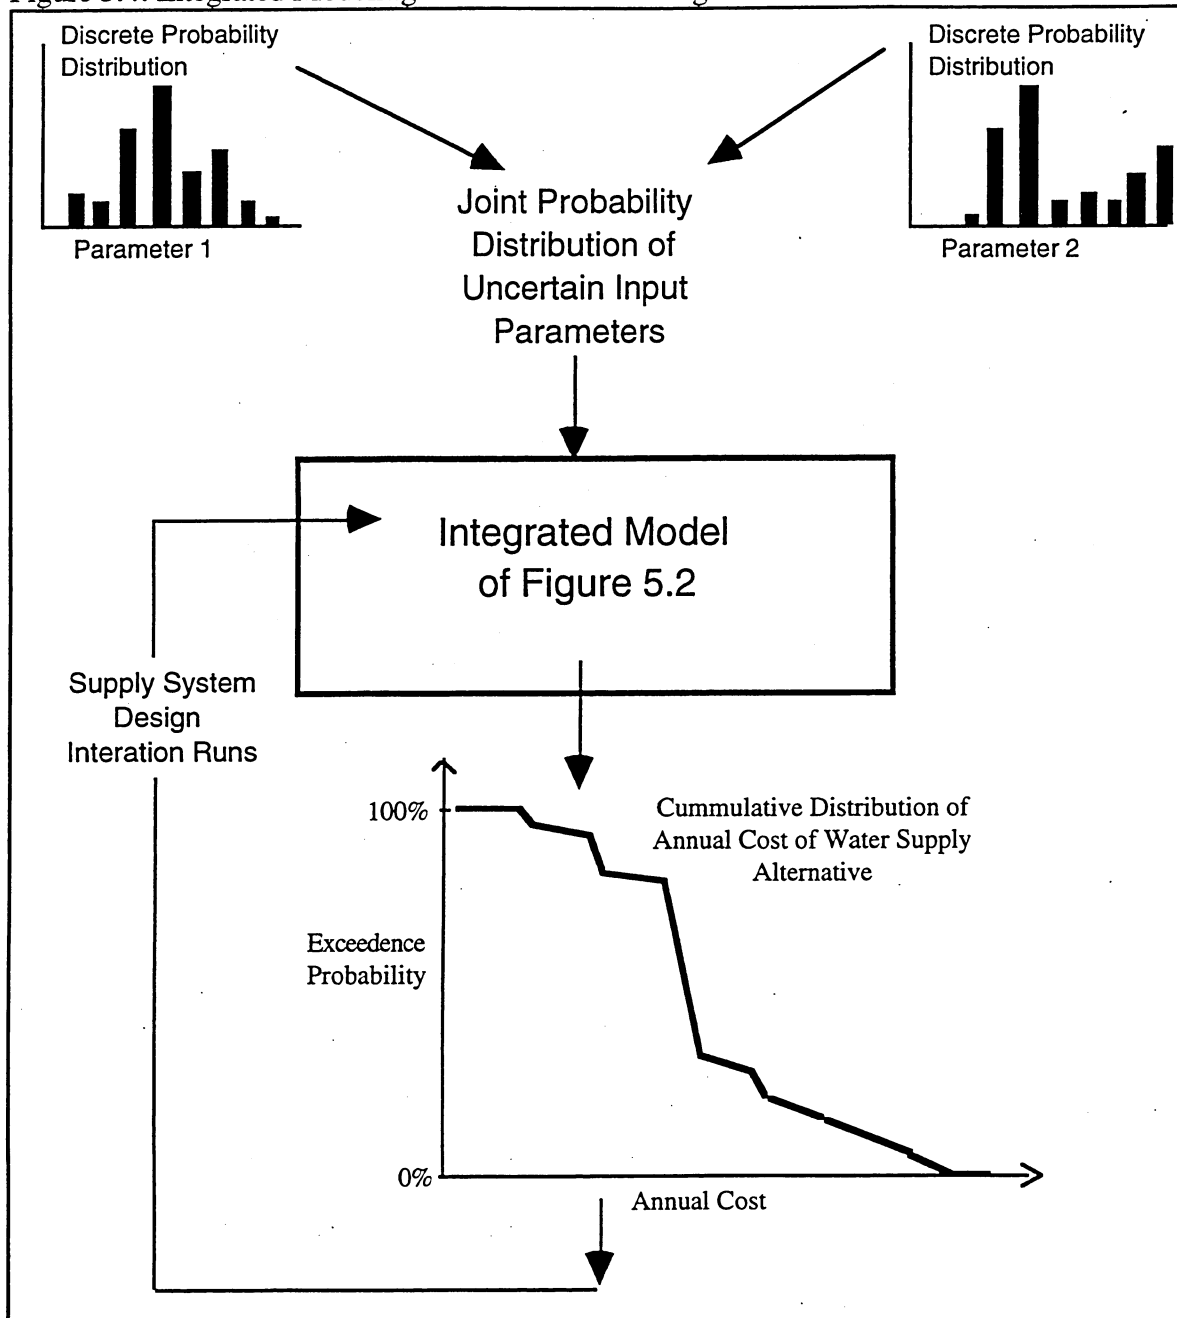 Discrete Probability
Distribution
Parameter 1
Discrete Probability
Distribution
Parameter 2
Joint Probability
Distribution of
Uncertain Input
Parameters
Integrated Model
of Figure 5.2
Supply System
Design
Interation Runs
100%
Cummulative Distribution of
Annual Cost of Water Supply
Alternative
Exceedence
Probability
0%
Annual Cost